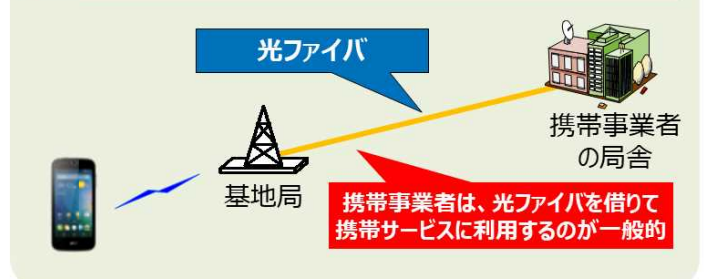 光ファイバ
携帯事業者
の局舎
基地局
携帯事業者は、光ファイバを借りて
携帯サービスに利用するのが一般的